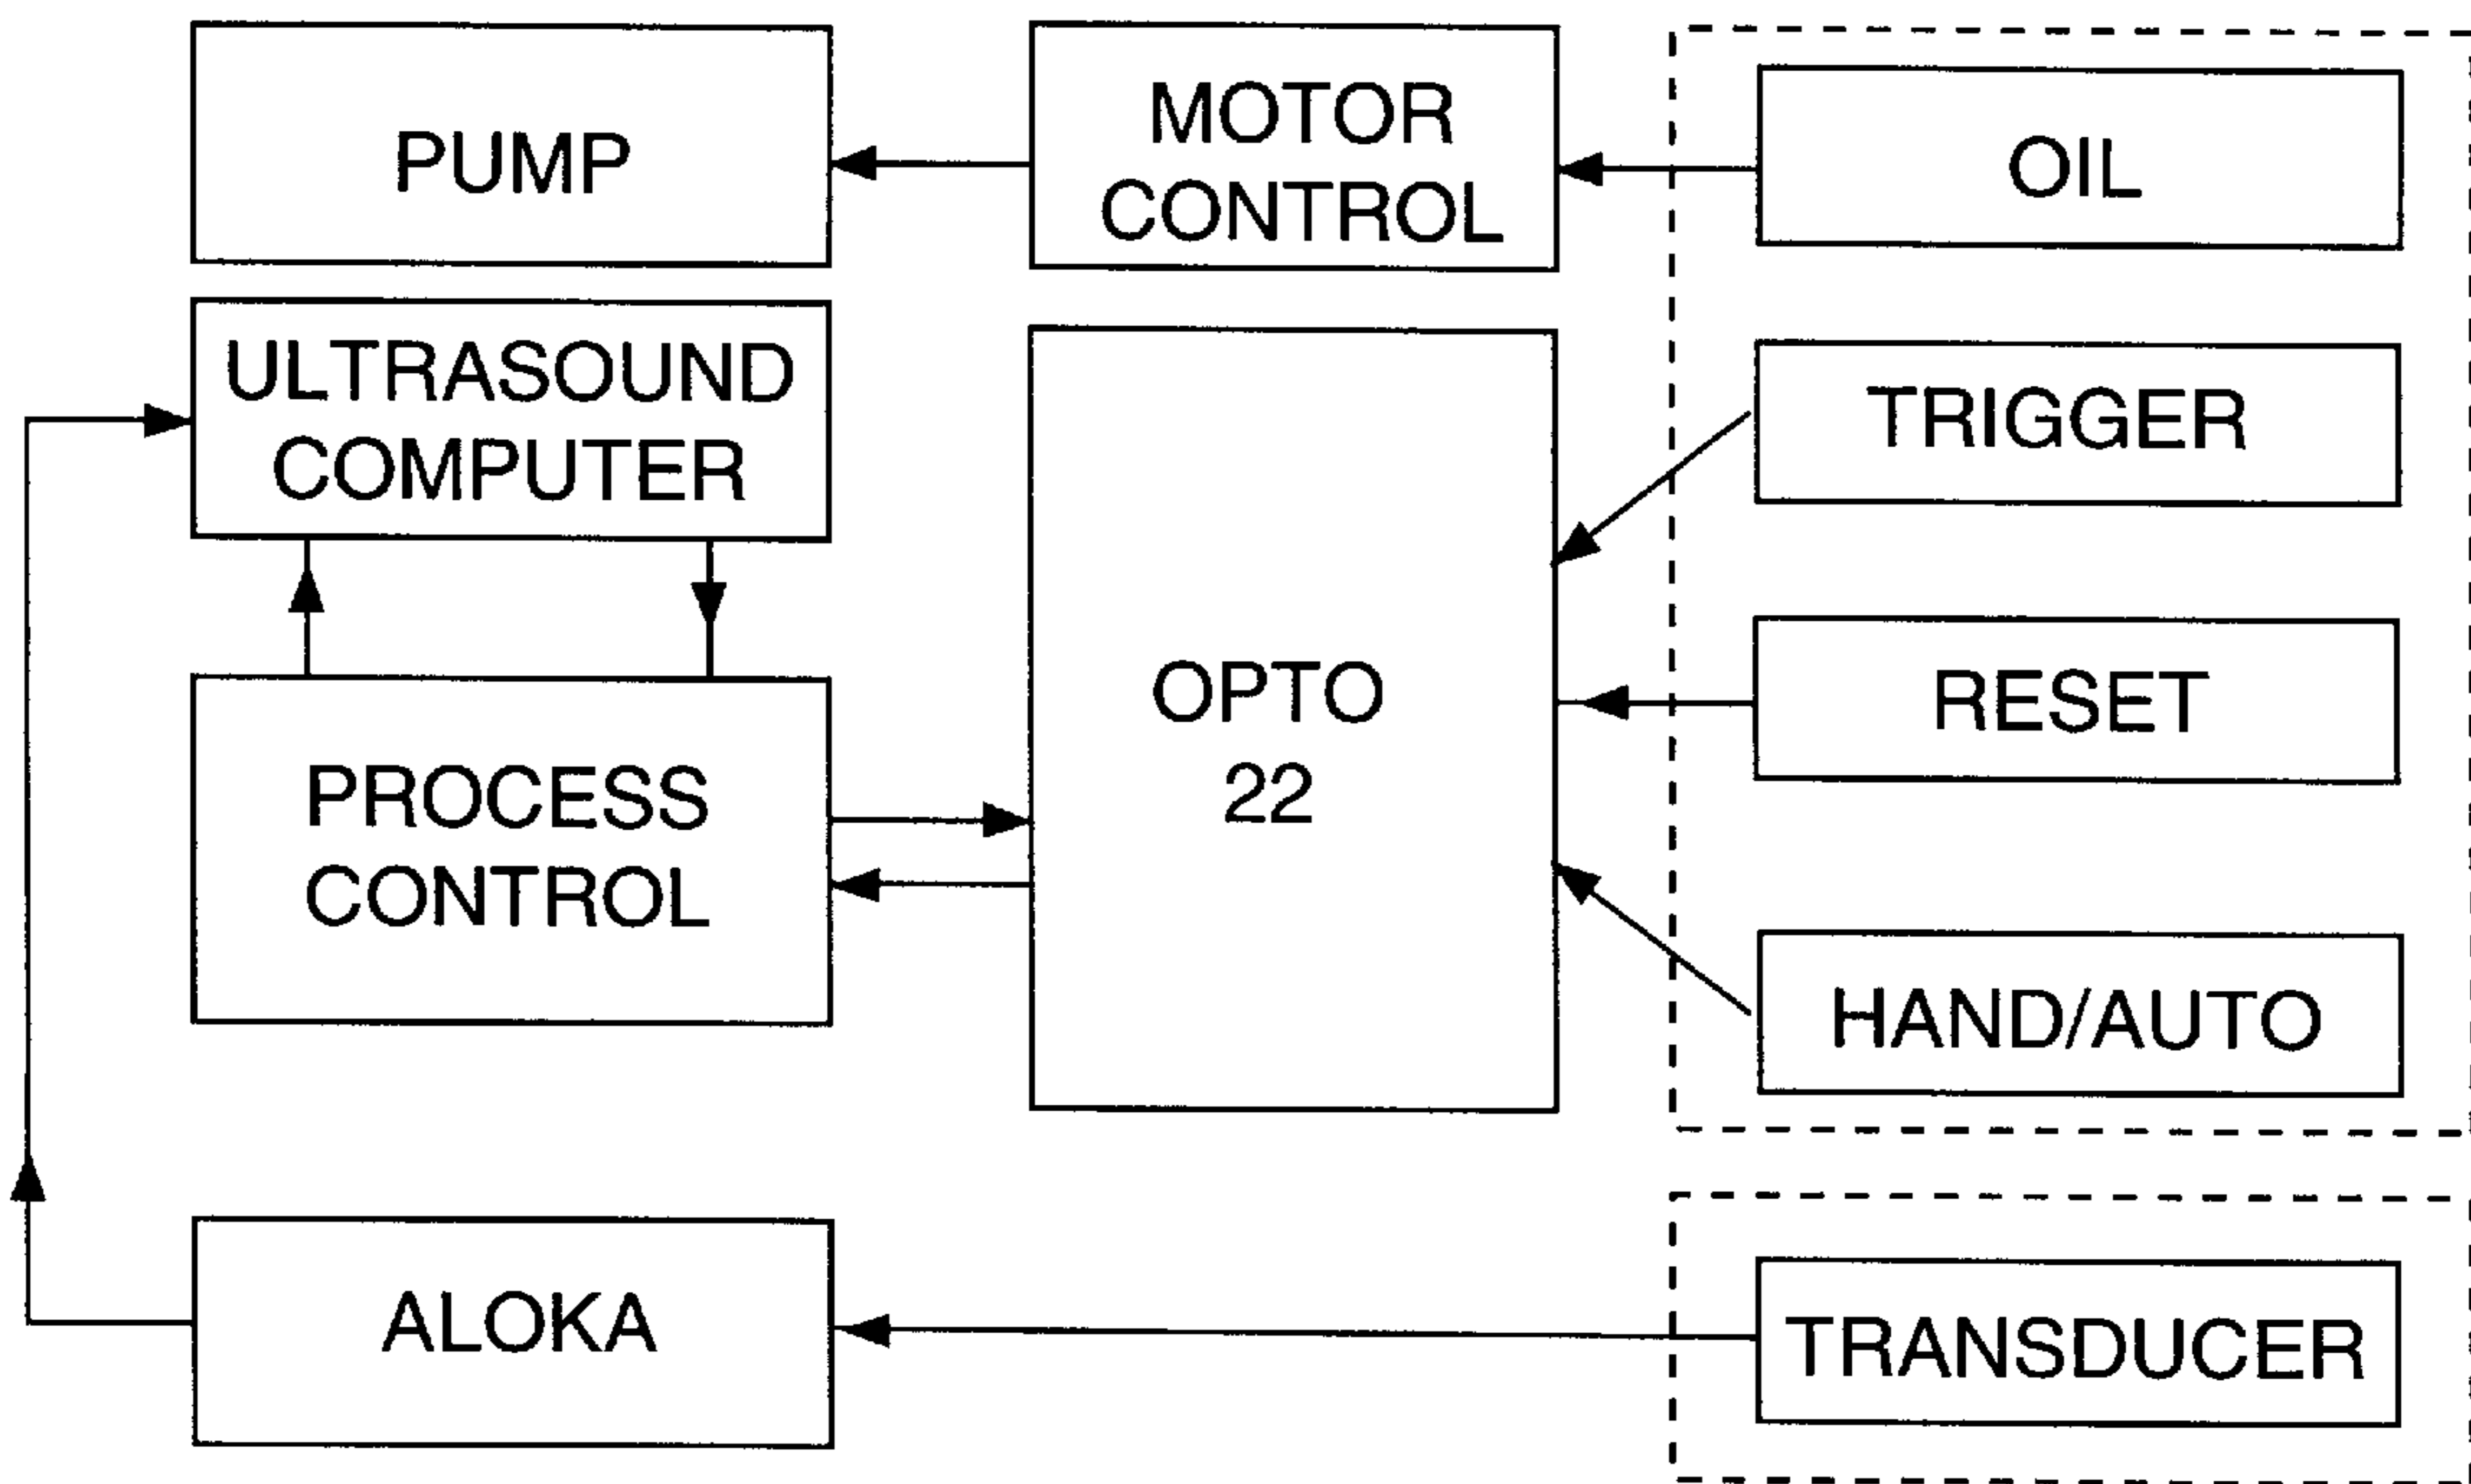 PUMP
MOTOR
CONTROL
OIL
ULTRASOUND
COMPUTER
TRIGGER
OPTO
22
RESET
PROCESS
CONTROL
HAND/AUTO
ALOKA
TRANSDUCER